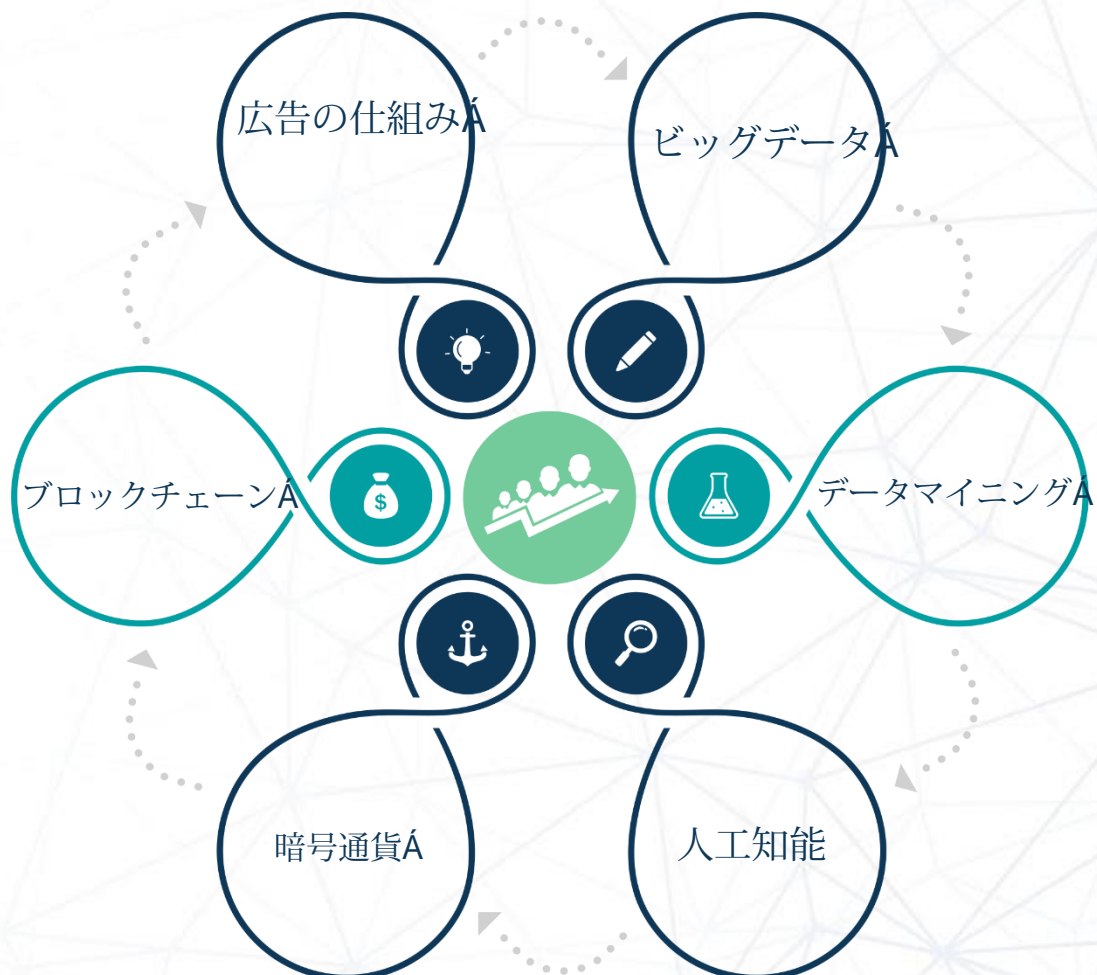 広告の仕組みÁ
ビッグデータÁ
ブロックチェーンÁ
$
データマイニングÁ
暗号通貨Á
人工知能